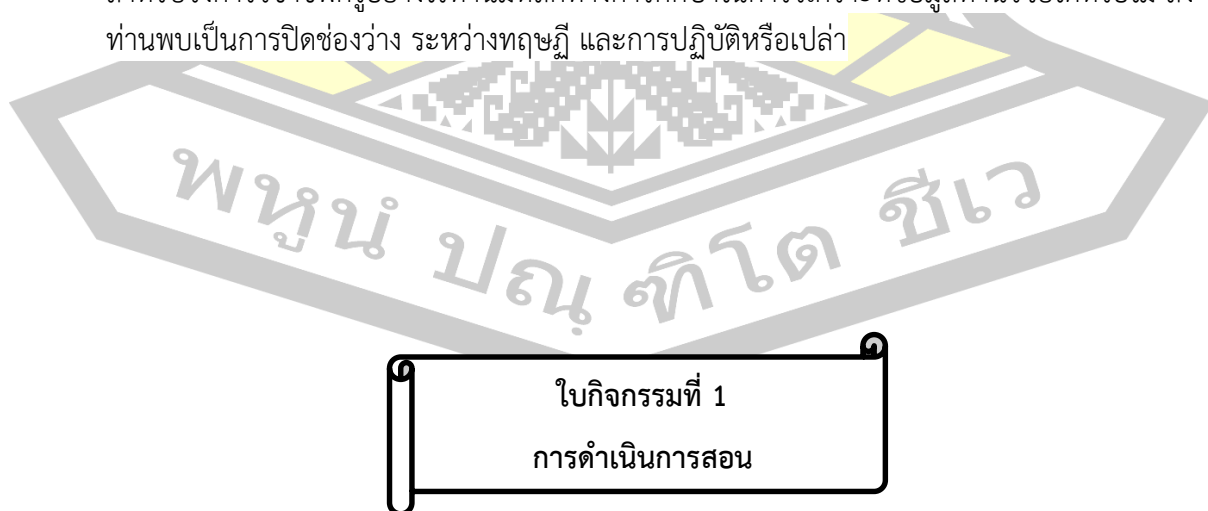 ท่านพบเป็นการปิดช่องว่าง ระหว่างทฤษฎี และการปฏิบัติหรือเปล่า
พหูนํ ปณฺฑิโต ชีเว
ใบกิจกรรมที่ 1
การดำเนินการสอน